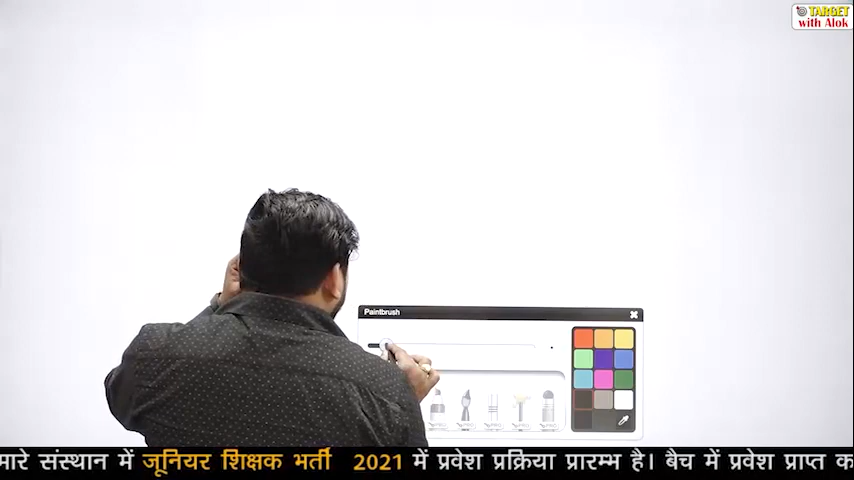 TARGET
with Alok
Paintbrush
मारे संस्थान में जूनियर शिक्षक भर्ती 2021 में प्रवेश प्रक्रिया प्रारम्भ है। बैच में प्रवेश प्राप्त क